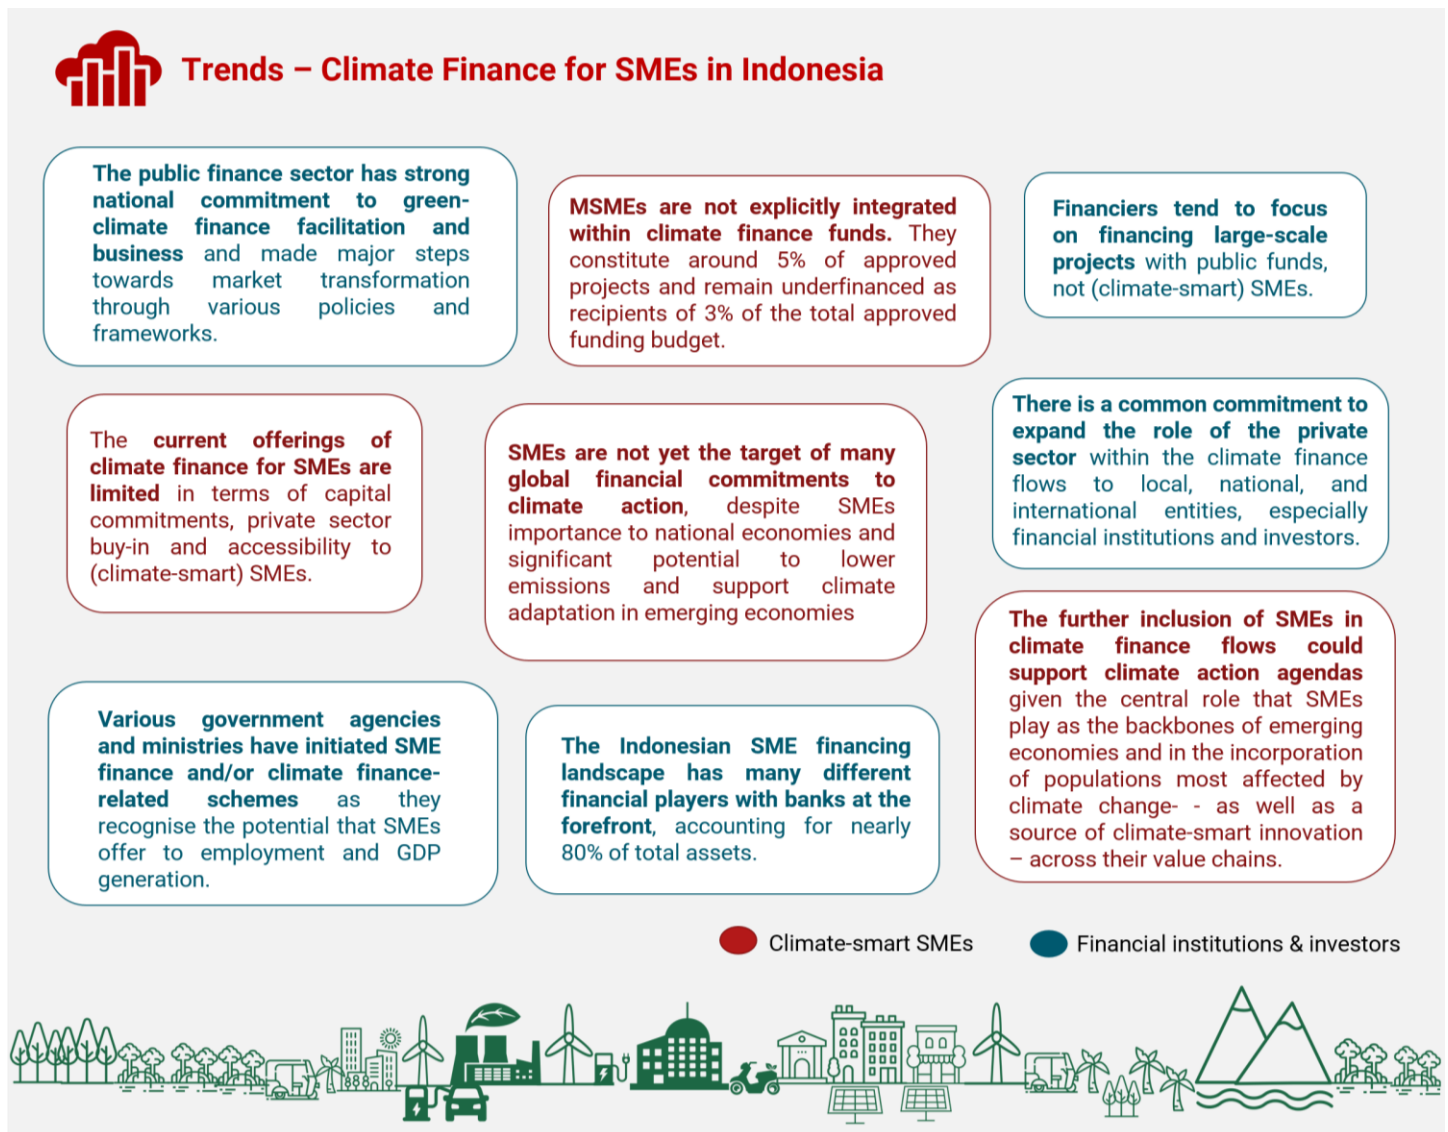 Trends – Climate Finance for SMEs in Indonesia
The public finance sector has strong
national commitment to green-
climate finance facilitation and
business and made major steps
towards market transformation
through various policies and
frameworks.
MSMEs are not explicitly integrated
within climate finance funds. They
constitute around 5% of approved
projects and remain underfinanced as
recipients of 3% of the total approved
funding budget.
Financiers tend to focus
on financing large-scale
projects with public funds,
not (climate-smart) SMEs.
The current offerings of
climate finance for SMEs are
limited in terms of capital
commitments, private sector
buy-in and accessibility to
(climate-smart) SMEs.
SMEs are not yet the target of many
global financial commitments to
climate action, despite SMEs
importance to national economies and
significant potential to lower
emissions and support climate
adaptation in emerging economies
There is a common commitment to
expand the role of the private
sector within the climate finance
flows to local, national, and
international entities, especially
financial institutions and investors.
The further inclusion of SMEs in
climate finance flows could
support climate action agendas
given the central role that SMEs
play as the backbones of emerging
economies and in the incorporation
of populations most affected by
climate change- - as well as a
source of climate-smart innovation
– across their value chains.
Various government agencies
and ministries have initiated SME
finance and/or climate finance-
related schemes as they
recognise the potential that SMEs
offer to employment and GDP
generation.
The Indonesian SME financing
landscape has many different
financial players with banks at the
forefront, accounting for nearly
80% of total assets.
Climate-smart SMEs
Financial institutions & investors